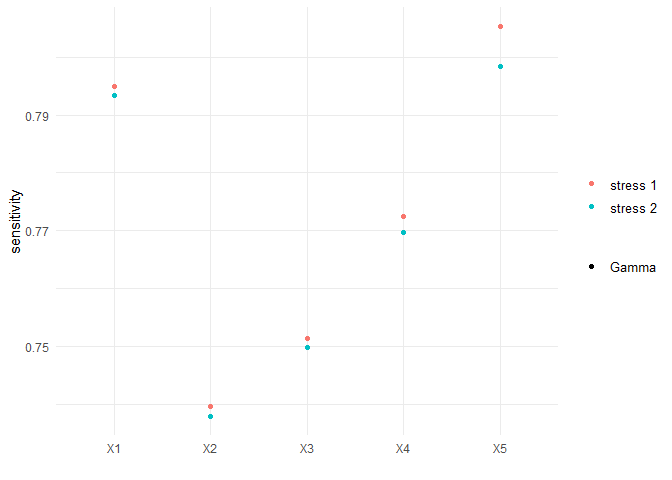 sensitivity
0.79
0.77
0.75
X1 X2 X3 X4 X5
stress 1
stress 2
Gamma